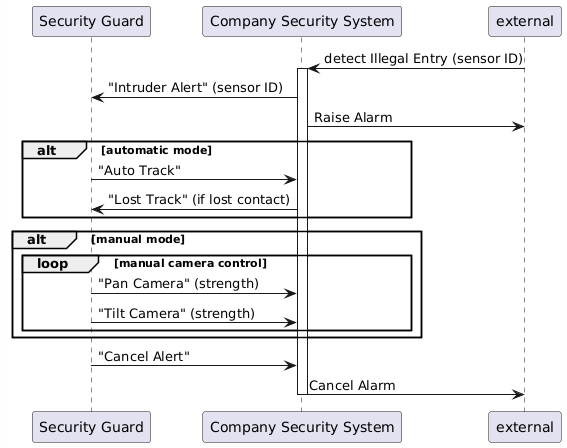 Security Guard
Company Security System
external
detect Illegal Entry (sensor ID)
"Intruder Alert" (sensor ID)
Raise Alarm
alt [automatic mode]
"Auto Track"
"Lost Track" (if lost contact)
alt [manual mode]
loop [manual camera control]
"Pan Camera" (strength)
"Tilt Camera" (strength)
"Cancel Alert"
Cancel Alarm
Security Guard
Company Security System
external